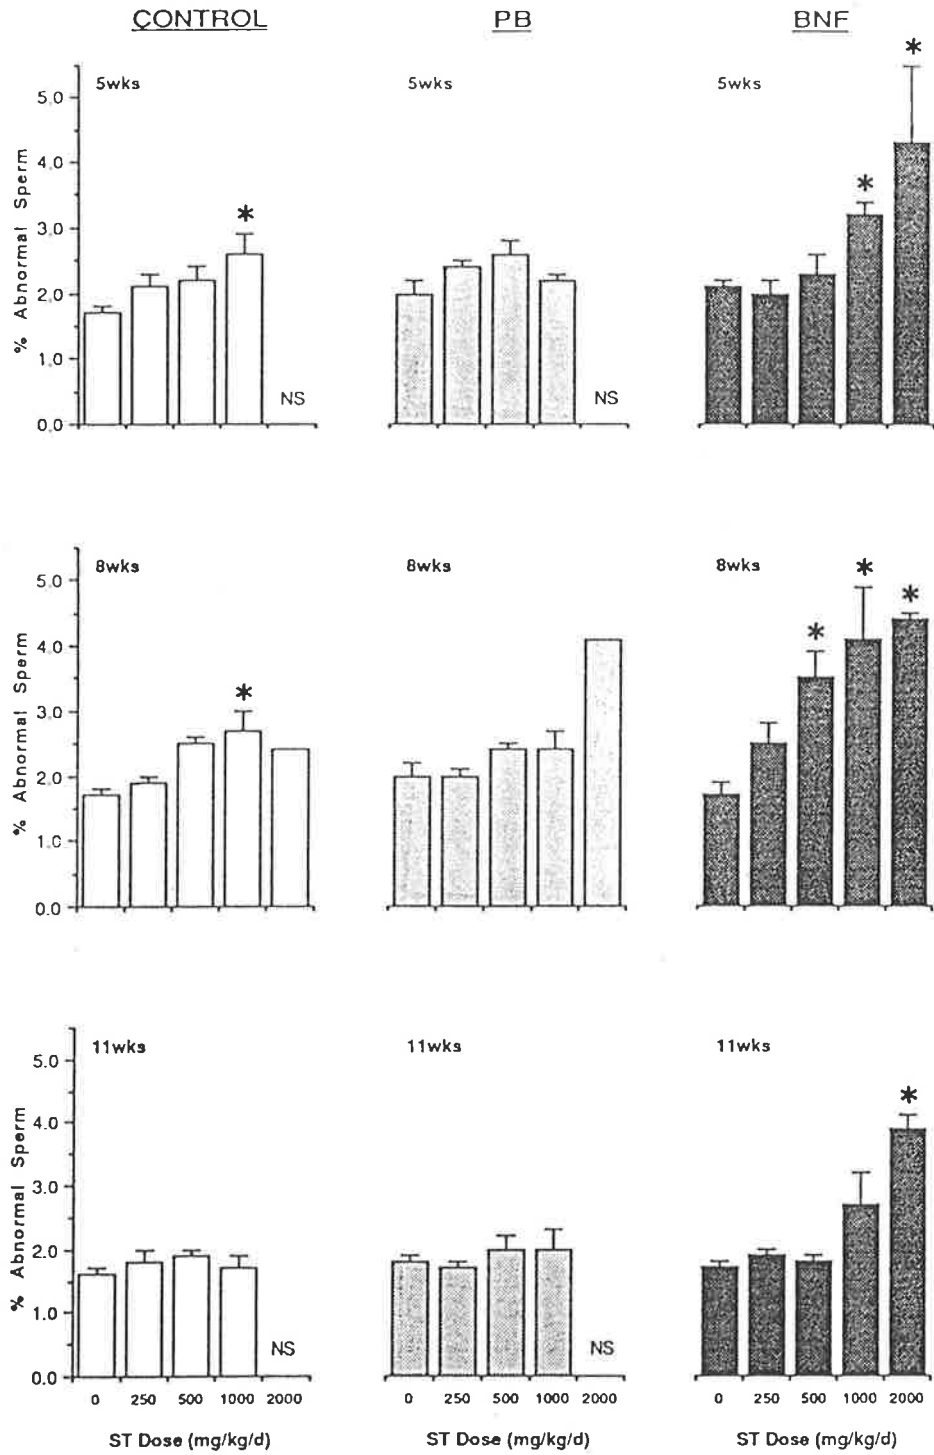 CONTROL PB BNF
5wks 5wks 5wks
* * *
% Abnormal Sperm
5.0
4.0
3.0
2.0
1.0
0.0
NS NS
8wks 8wks 8wks
* * * *
% Abnormal Sperm
5.0
4.0
3.0
2.0
1.0
0.0
11wks 11wks 11wks
*
% Abnormal Sperm
5.0
4.0
3.0
2.0
1.0
0.0
NS NS
0 250 500 1000 2000 0 250 500 1000 2000 0 250 500 1000 2000
ST Dose (mg/kg/d) ST Dose (mg/kg/d) ST Dose (mg/kg/d)